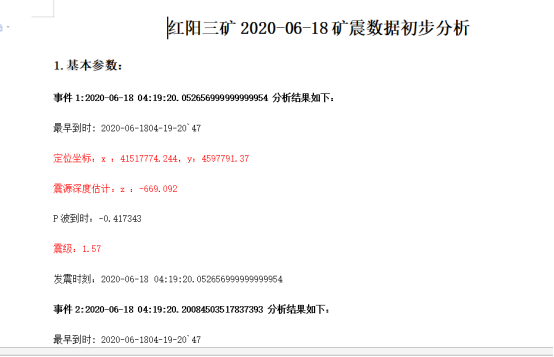 红阳三矿 2020-06-18 矿震数据初步分析
1.基本参数：
事件 1:2020-06-18 04:19:20.052656999999999954 分析结果如下：
最早到时: 2020-06-1804-19-20`47
定位坐标：x ：41517774.244，y：4597791.37
震源深度估计：z ：-669.092
P 波到时：-0.417343
震级：1.57
发震时刻：2020-06-18 04:19:20.052656999999999954
事件 2:2020-06-18 04:19:20.20084503517837393 分析结果如下：
最早到时: 2020-06-1804-19-20`47